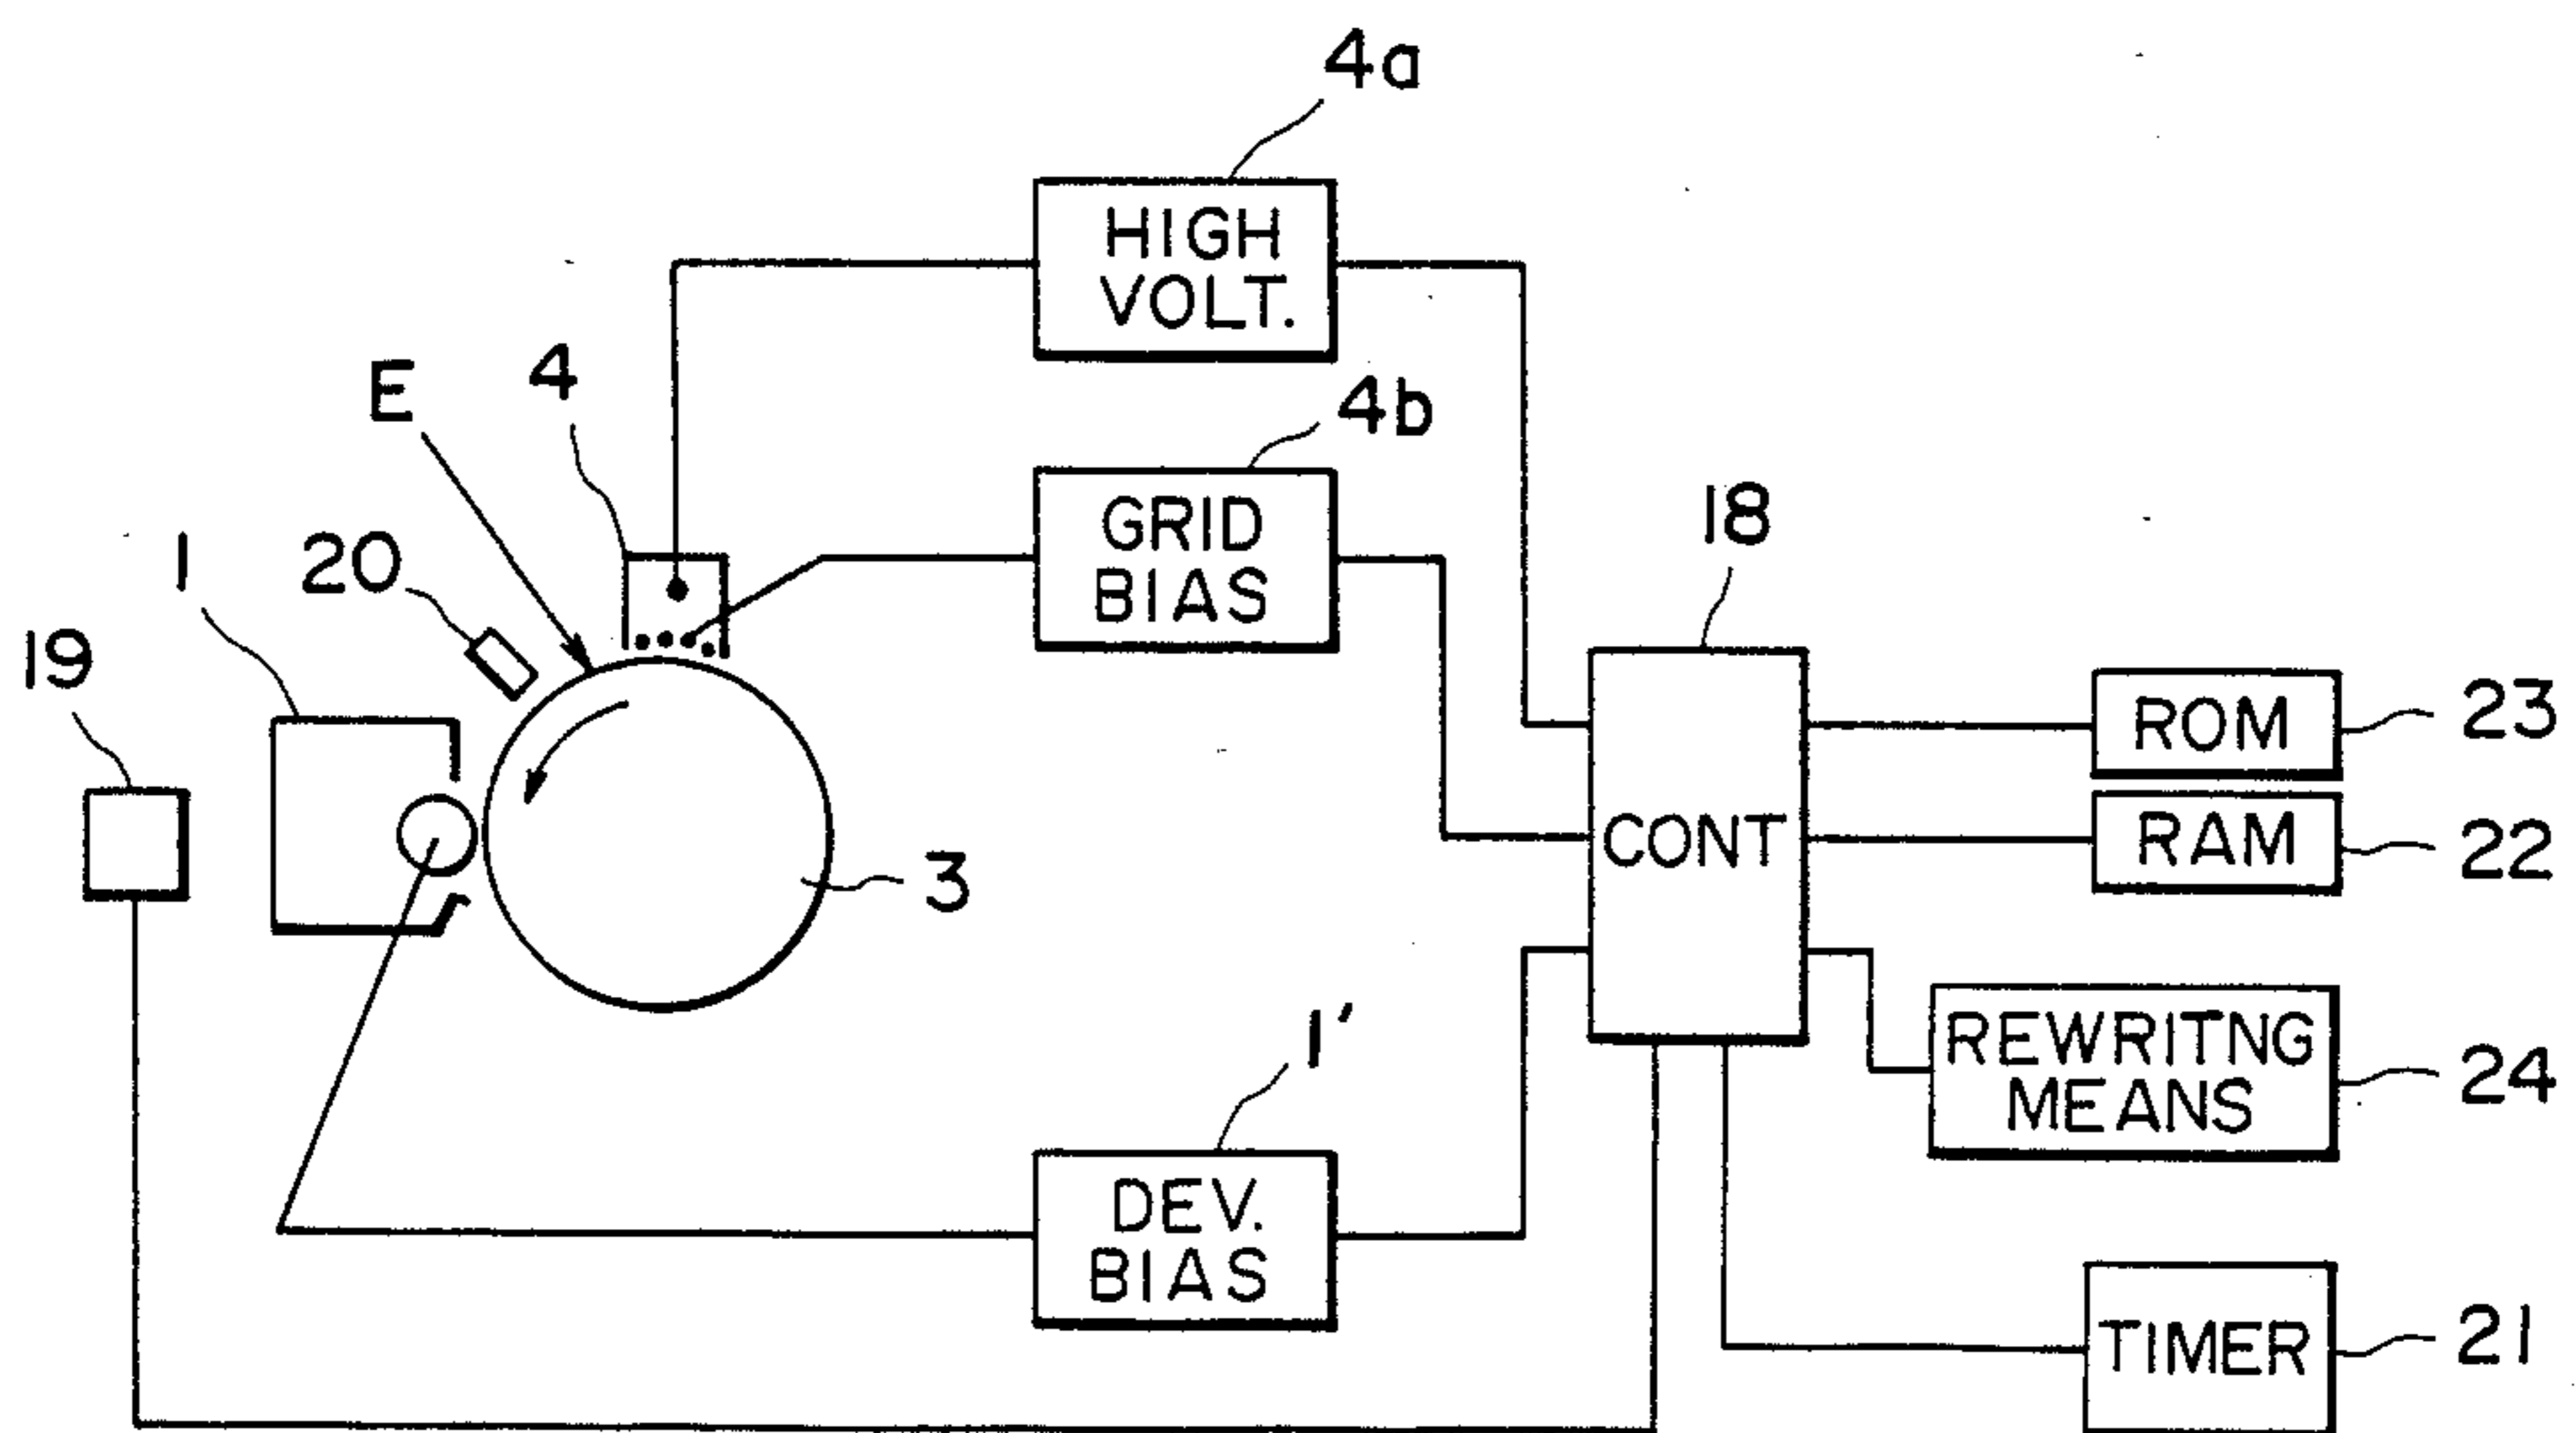 4a
HIGH
VOLT.
E
4
4b
GRID
BIAS
18
1
20
19
ROM
23
CONT
RAM
22
3
REWRITNG
MEANS
24
1'
DEV.
BIAS
TIMER
21